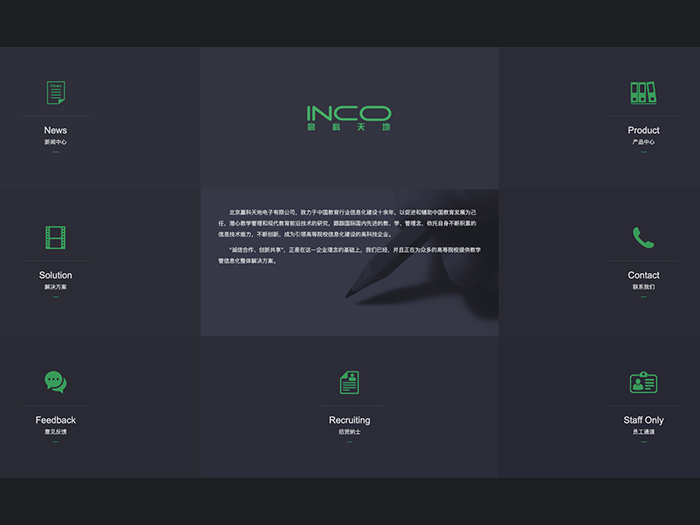 News
新闻中心
INCO
赢科天地
Product
产品中心
北京赢科天地电子有限公司，致力于中国教育行业信息化建设十余年，以促进和辅助中国教育发展为己
任，潜心教学管理和现代教育前沿技术的研究，跟踪国际国内先进的教、学、管理念，依托自身不断积累的
信息技术能力，不断创新，成为引领高等院校信息化建设的高科技企业。
"诚信合作、创新共享"，正是在这一企业理念的基础上，我们已经、并且正在为众多的高等院校提供教学
管信息化整体解决方案。
Solution
解决方案
Contact
联系我们
Feedback
意见反馈
Recruiting
招贤纳士
Staff Only
员工通道